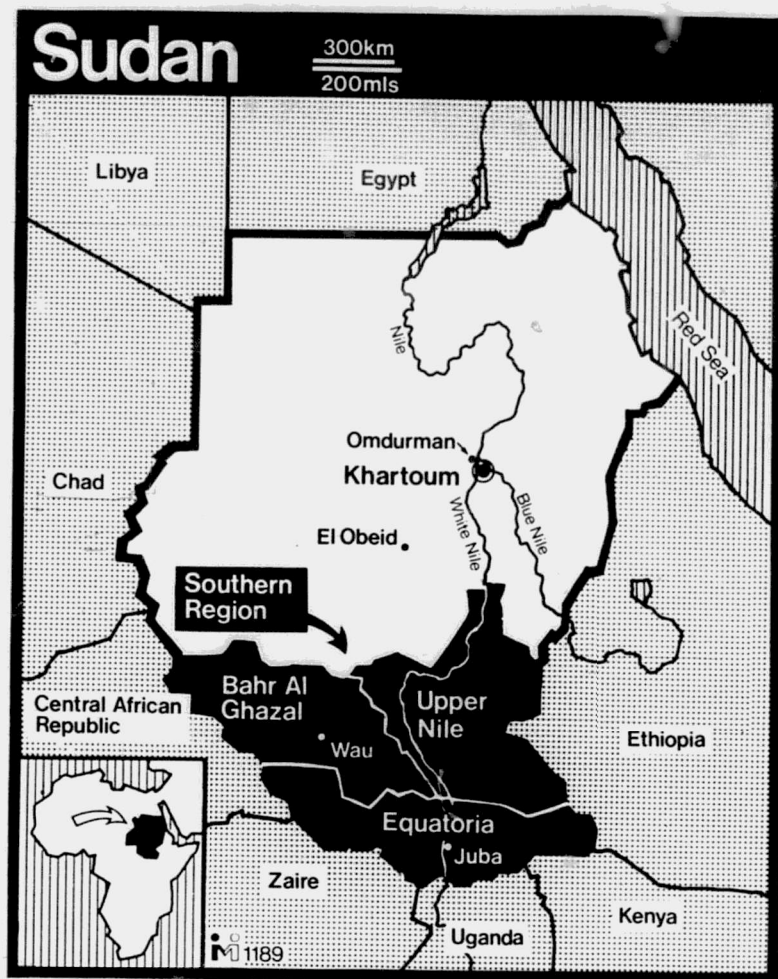 Sudan
300km
200mls
Libya
Egypt
Nile
Red Sea
Omdurman
Khartoum
Chad
White Nile
Blue Nile
El Obeid
Southern
Region
Bahr Al
Ghazal
Upper
Nile
Central African
Republic
Wau
Ethiopia
Equatoria
Juba
Zaire
Kenya
Uganda
1189